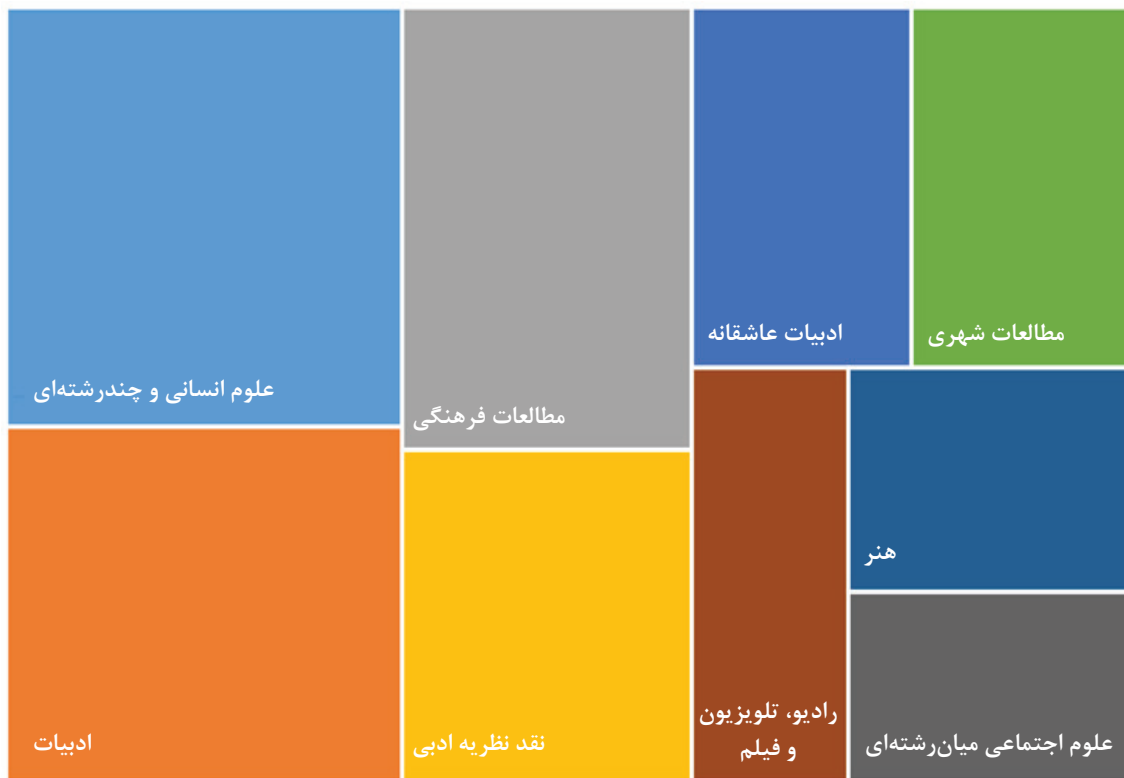 علوم انسانی و چندرشته‌ای
مطالعات فرهنگی
ادبیات عاشقانه
مطالعات شهری
ادبیات
نقد نظریه ادبی
رادیو، تلویزیون
و فیلم
هنر
علوم اجتماعی میان‌رشته‌ای